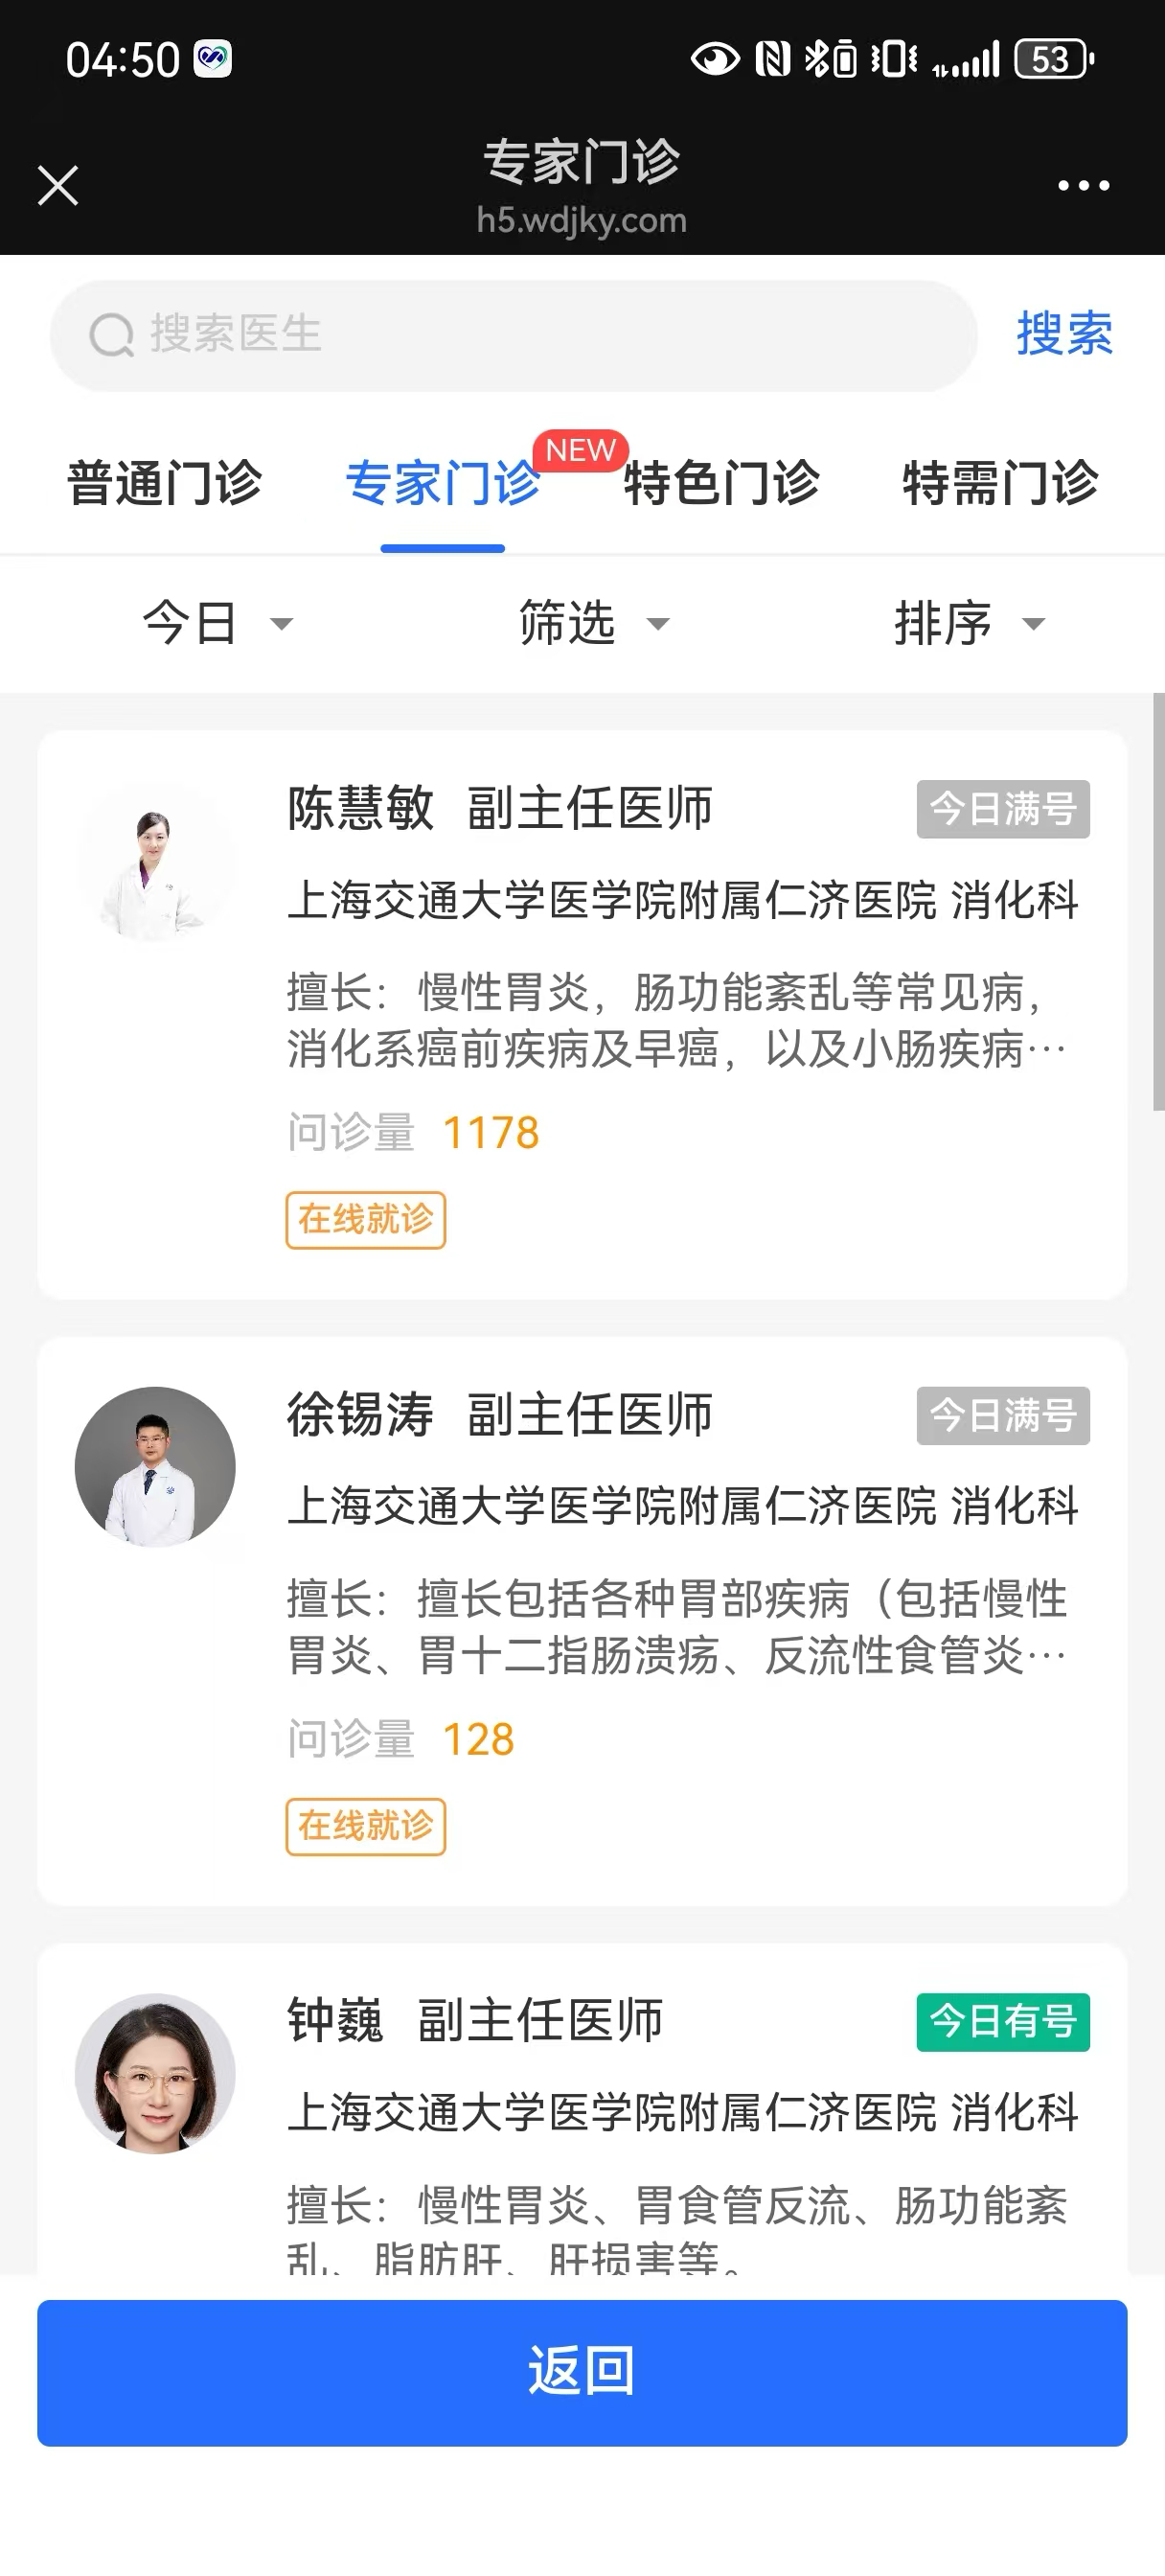 04:50
53
专家门诊
h5.wdjky.com
搜索医生
搜索
NEW
普通门诊 专家门诊 特色门诊 特需门诊
今日 筛选 排序
陈慧敏 副主任医师 今日满号
上海交通大学医学院附属仁济医院 消化科
擅长：慢性胃炎，肠功能紊乱等常见病，
消化系癌前疾病及早癌，以及小肠疾病…
问诊量 1178
在线就诊
徐锡涛 副主任医师 今日满号
上海交通大学医学院附属仁济医院 消化科
擅长：擅长包括各种胃部疾病（包括慢性
胃炎、胃十二指肠溃疡、反流性食管炎…
问诊量 128
在线就诊
钟巍 副主任医师 今日有号
上海交通大学医学院附属仁济医院 消化科
擅长：慢性胃炎、胃食管反流、肠功能紊
乱、脂肪肝、肝损害等。
返回